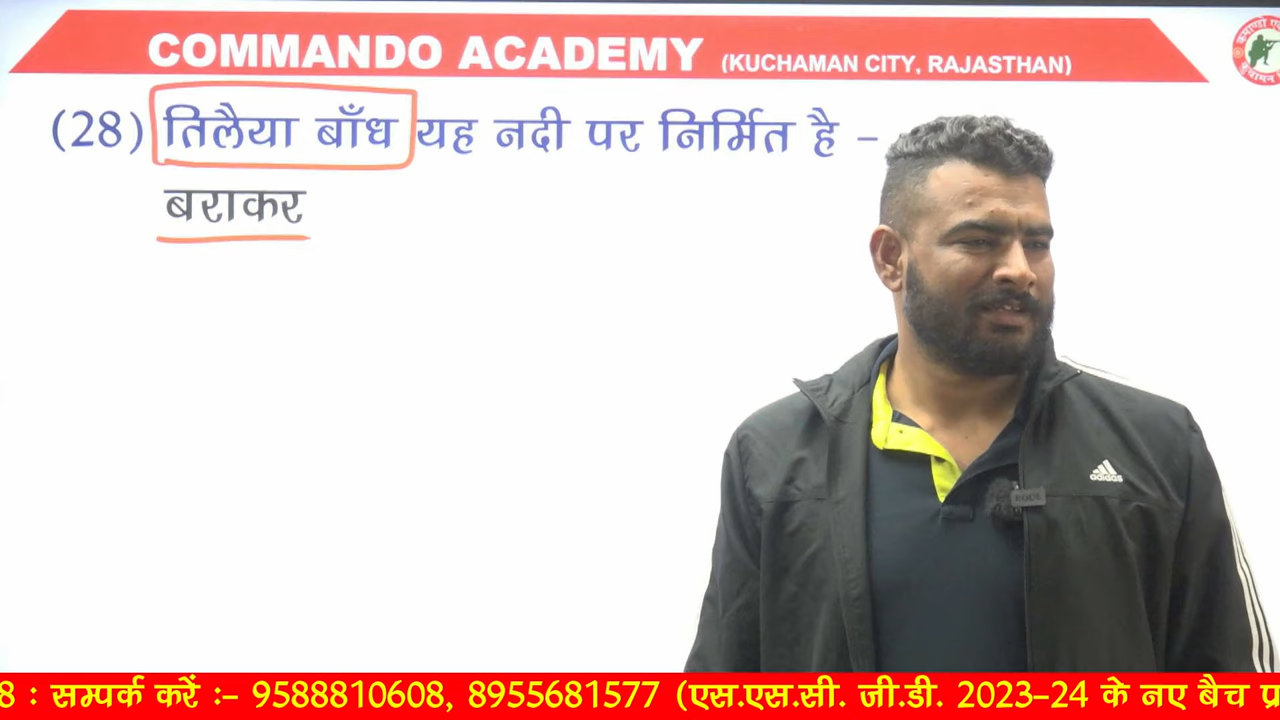 COMMANDO ACADEMY (KUCHAMAN CITY, RAJASTHAN)
(28) तिलैया बाँध यह नदी पर निर्मित है –
बराकर
adidas
RODE
8 : सम्पर्क करें :– 9588810608, 8955681577 (एस.एस.सी. जी.डी. 2023–24 के नए बैच